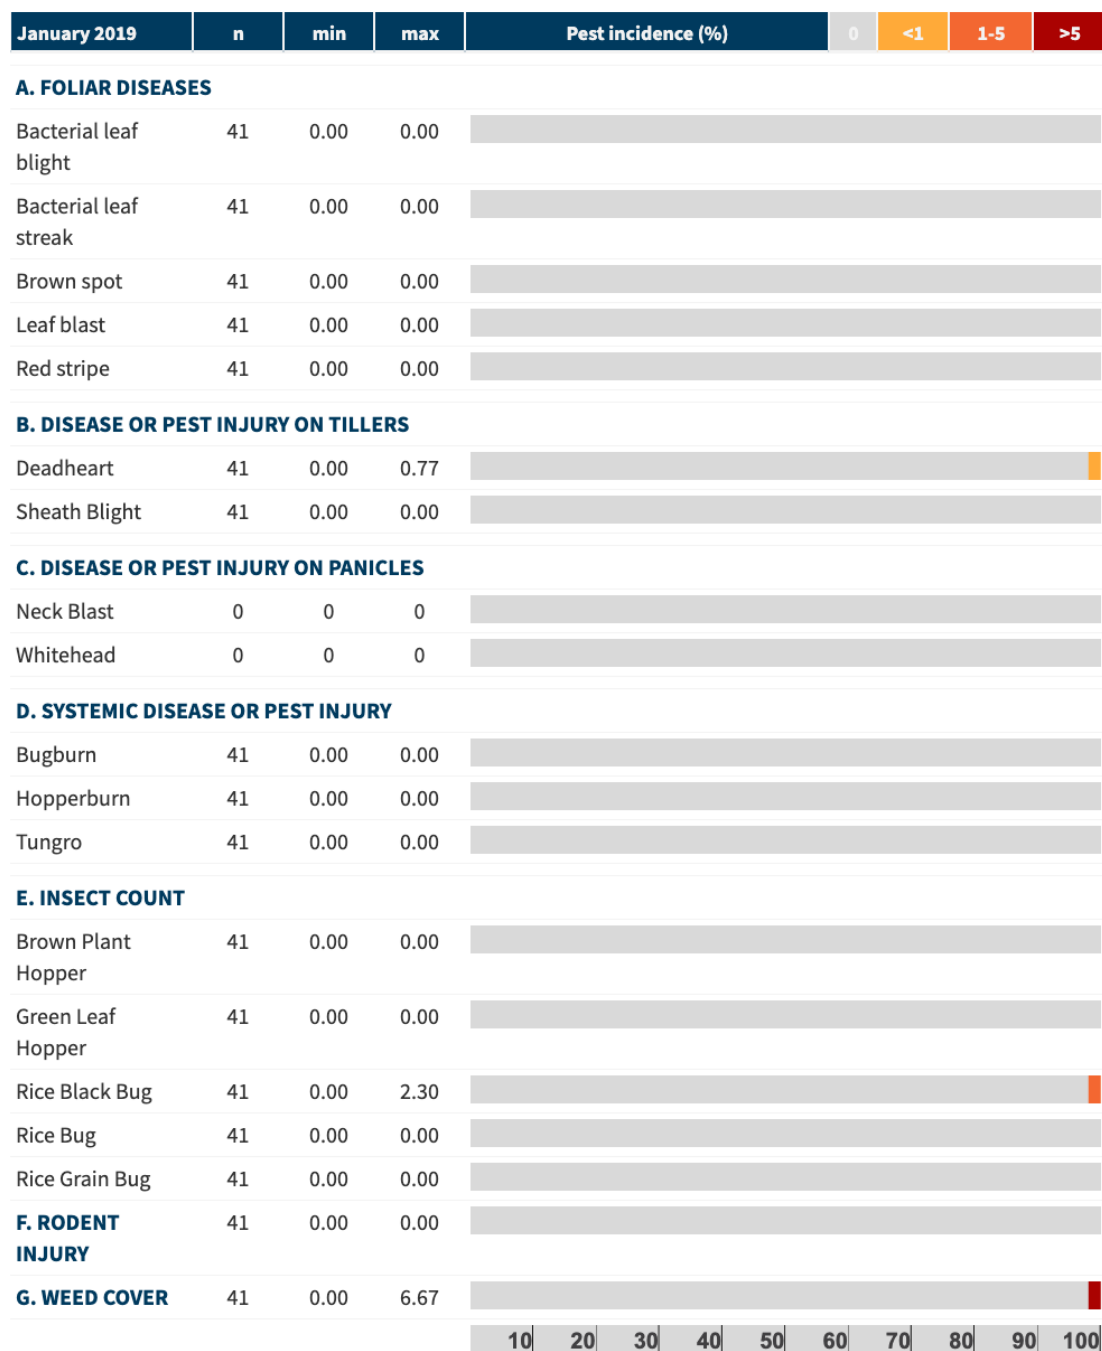 January 2019 n min max Pest incidence (%) 0 <1 1-5 >5
A. FOLIAR DISEASES
Bacterial leaf 41 0.00 0.00
blight
Bacterial leaf 41 0.00 0.00
streak
Brown spot 41 0.00 0.00
Leaf blast 41 0.00 0.00
Red stripe 41 0.00 0.00
B. DISEASE OR PEST INJURY ON TILLERS
Deadheart 41 0.00 0.77
Sheath Blight 41 0.00 0.00
C. DISEASE OR PEST INJURY ON PANICLES
Neck Blast 0 0 0
Whitehead 0 0 0
D. SYSTEMIC DISEASE OR PEST INJURY
Bugburn 41 0.00 0.00
Hopperburn 41 0.00 0.00
Tungro 41 0.00 0.00
E. INSECT COUNT
Brown Plant 41 0.00 0.00
Hopper
Green Leaf 41 0.00 0.00
Hopper
Rice Black Bug 41 0.00 2.30
Rice Bug 41 0.00 0.00
Rice Grain Bug 41 0.00 0.00
F. RODENT 41 0.00 0.00
INJURY
G. WEED COVER 41 0.00 6.67
10 20 30 40 50 60 70 80 90 100